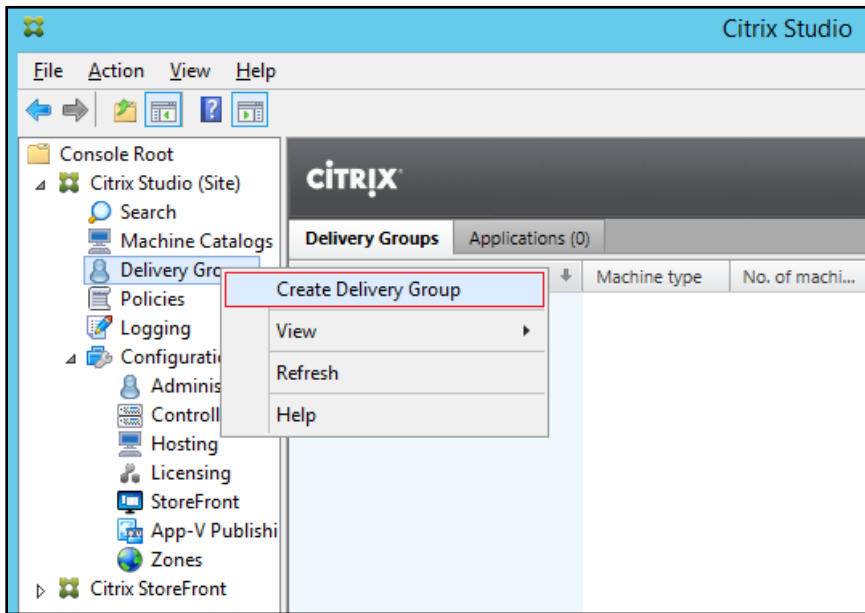 Citrix Studio
File Action View Help
Console Root
Citrix Studio (Site)
Search
Machine Catalogs
Delivery Gro
Policies
Logging
Configurati
Adminis
Controll
Hosting
Licensing
StoreFront
App-V Publishi
Zones
Citrix StoreFront
CİTRIX
Delivery Groups Applications (0)
Machine type No. of machi...
Create Delivery Group
View
Refresh
Help